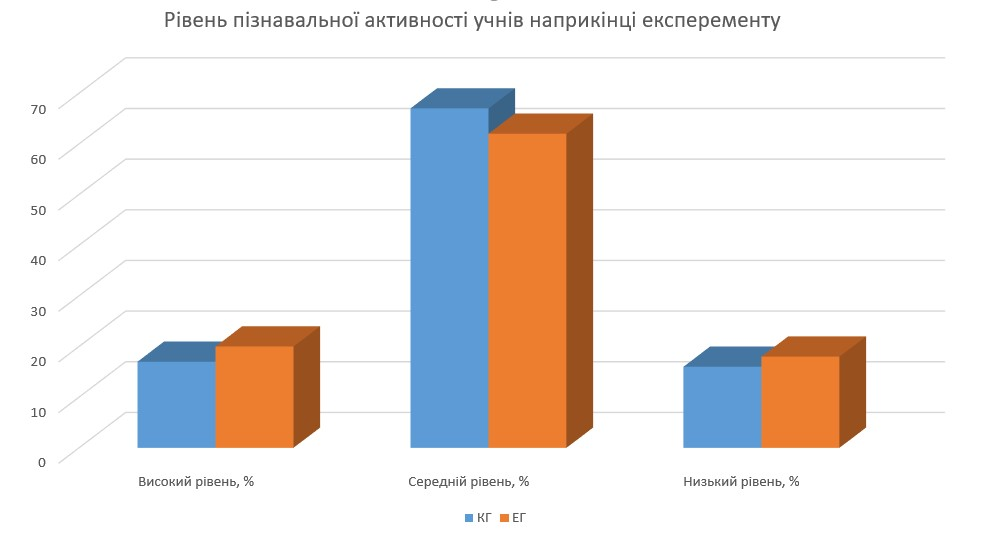 Рівень пізнавальної активності учнів наприкінці експеременту
70
60
50
40
30
20
10
0
Високий рівень, %
Середній рівень, %
Низький рівень, %
КГ ЕГ